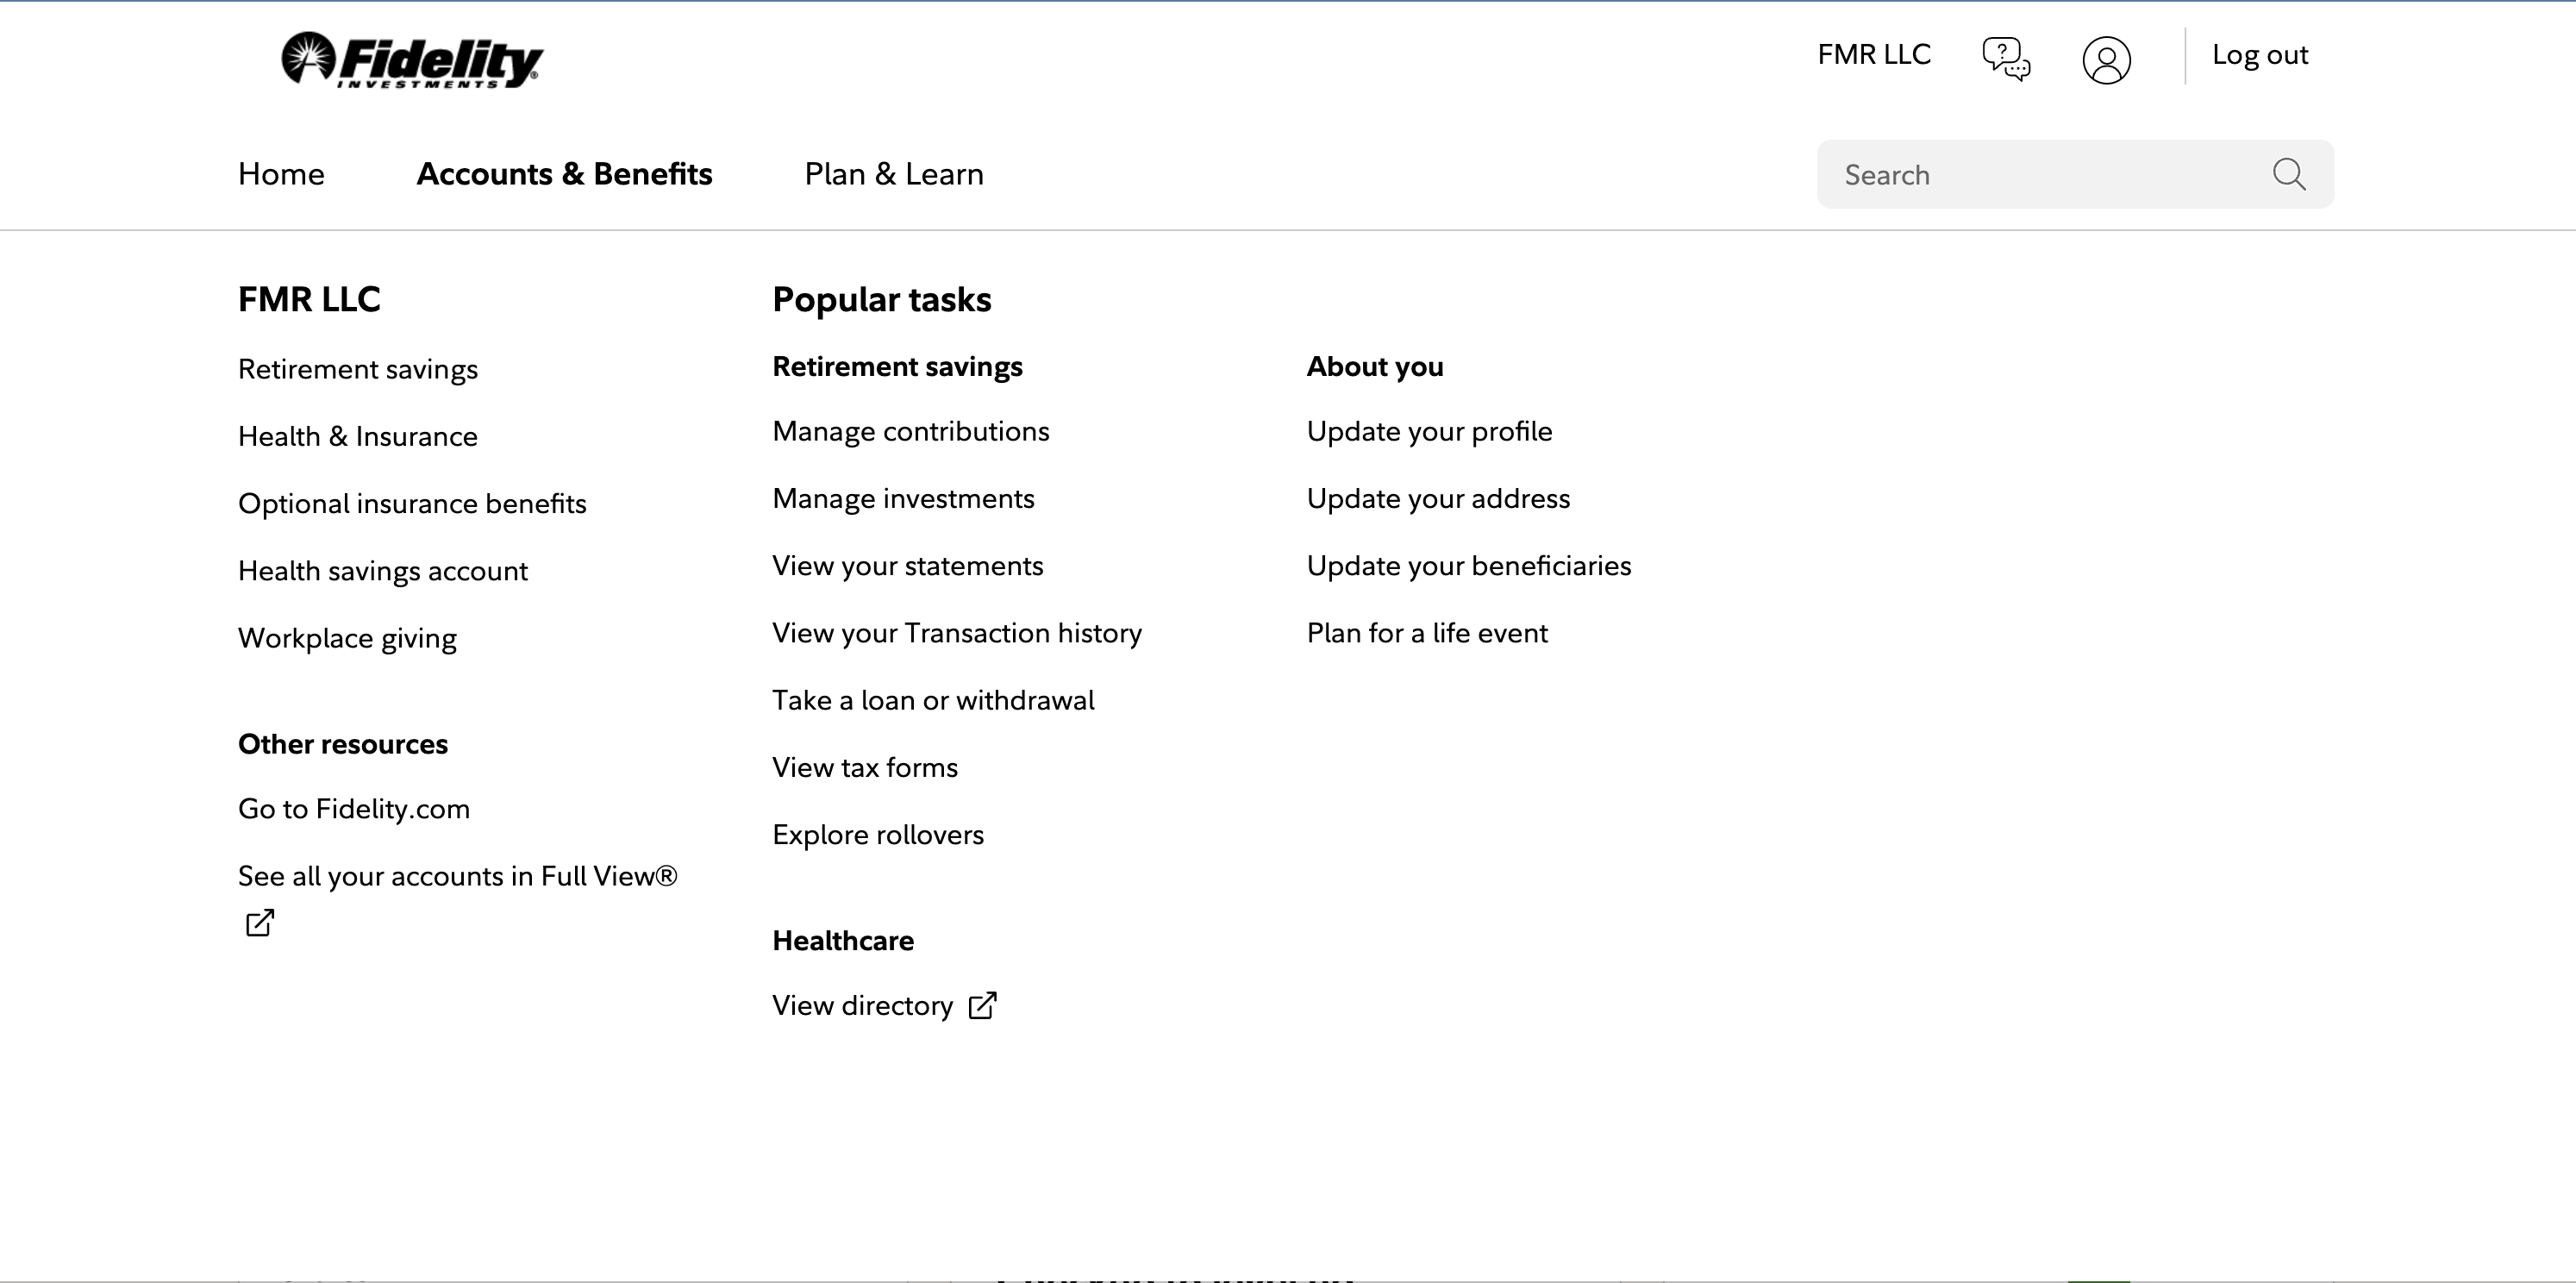 Fidelity
INVESTMENTS®
FMR LLC
Log out
Home
Accounts & Benefits
Plan & Learn
Search
FMR LLC
Retirement savings
Health & Insurance
Optional insurance benefits
Health savings account
Workplace giving
Other resources
Go to Fidelity.com
See all your accounts in Full View®
Popular tasks
Retirement savings
Manage contributions
Manage investments
View your statements
View your Transaction history
Take a loan or withdrawal
View tax forms
Explore rollovers
Healthcare
View directory
About you
Update your profile
Update your address
Update your beneficiaries
Plan for a life event